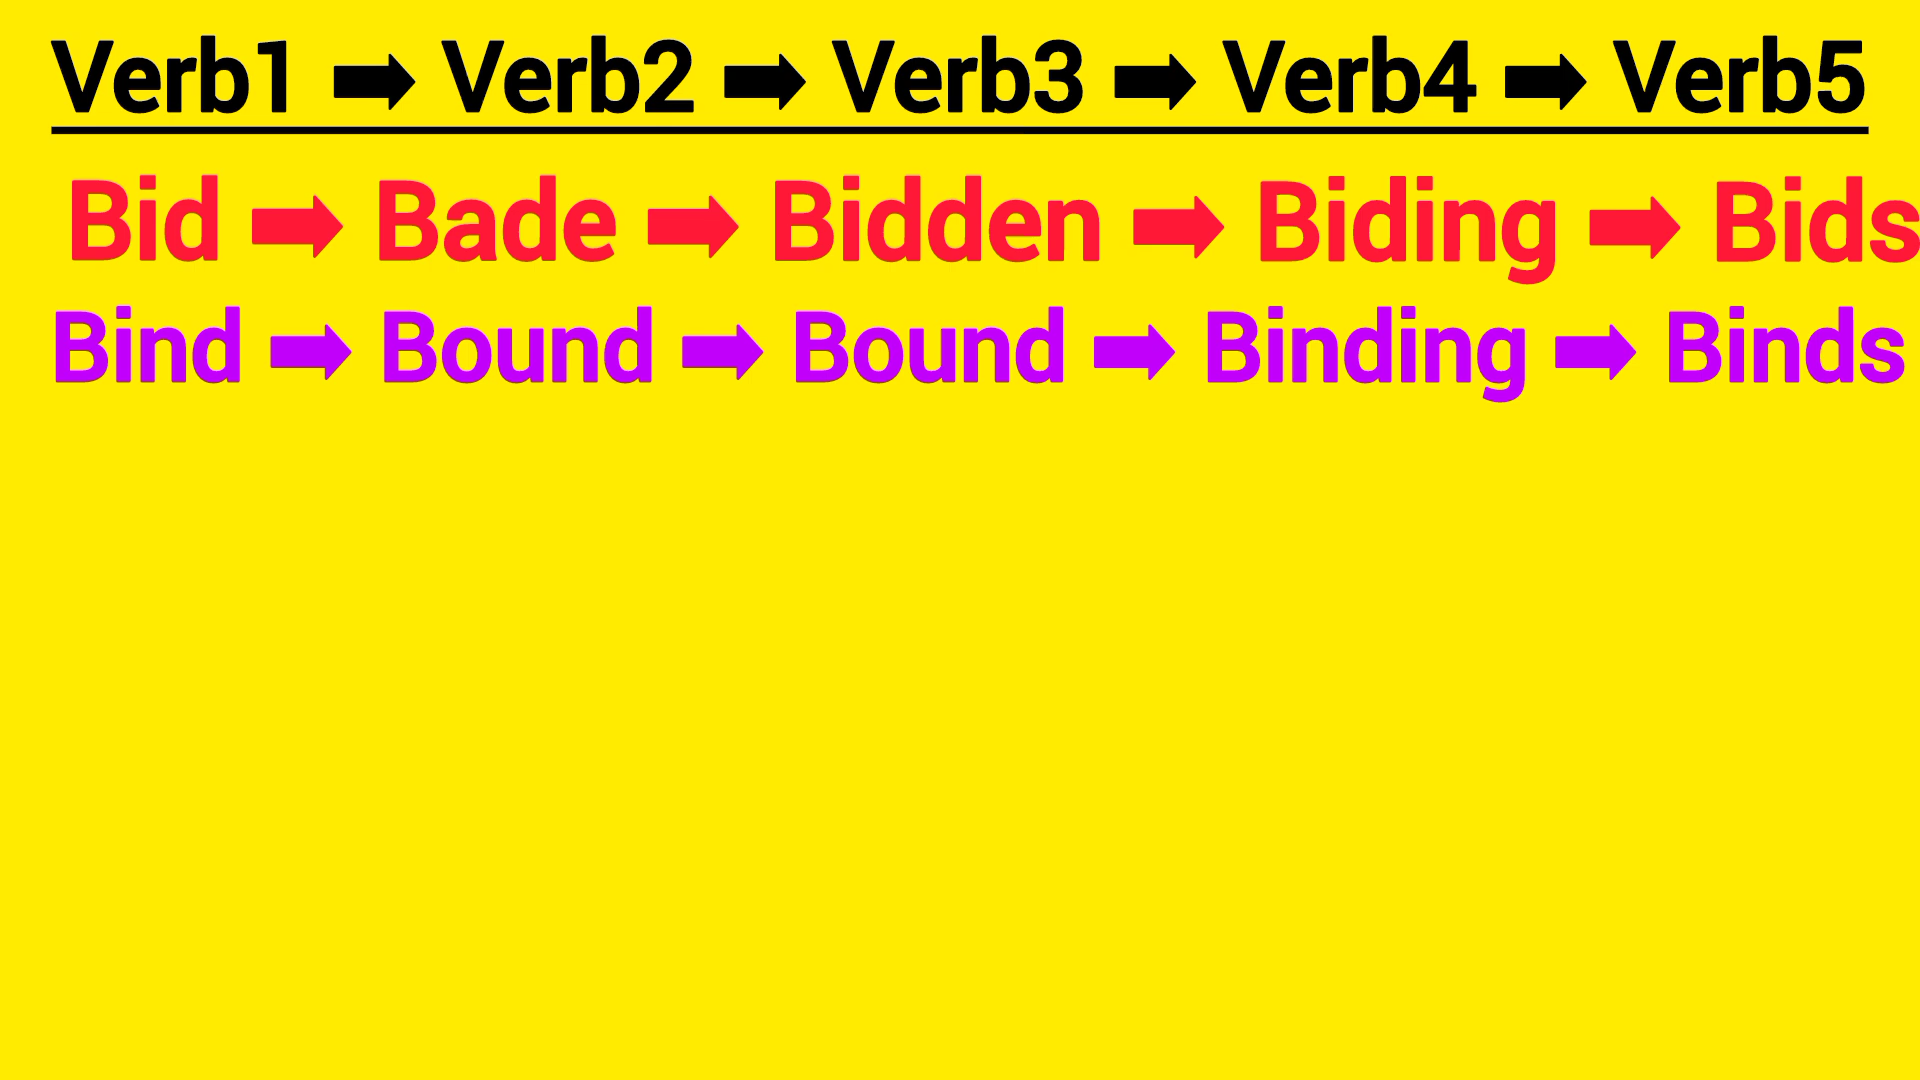 Verb1 ➡ Verb2 ➡ Verb3 ➡ Verb4 ➡ Verb5
Bid ➡ Bade ➡ Bidden ➡ Biding ➡ Bids
Bind ➡ Bound ➡ Bound ➡ Binding ➡ Binds